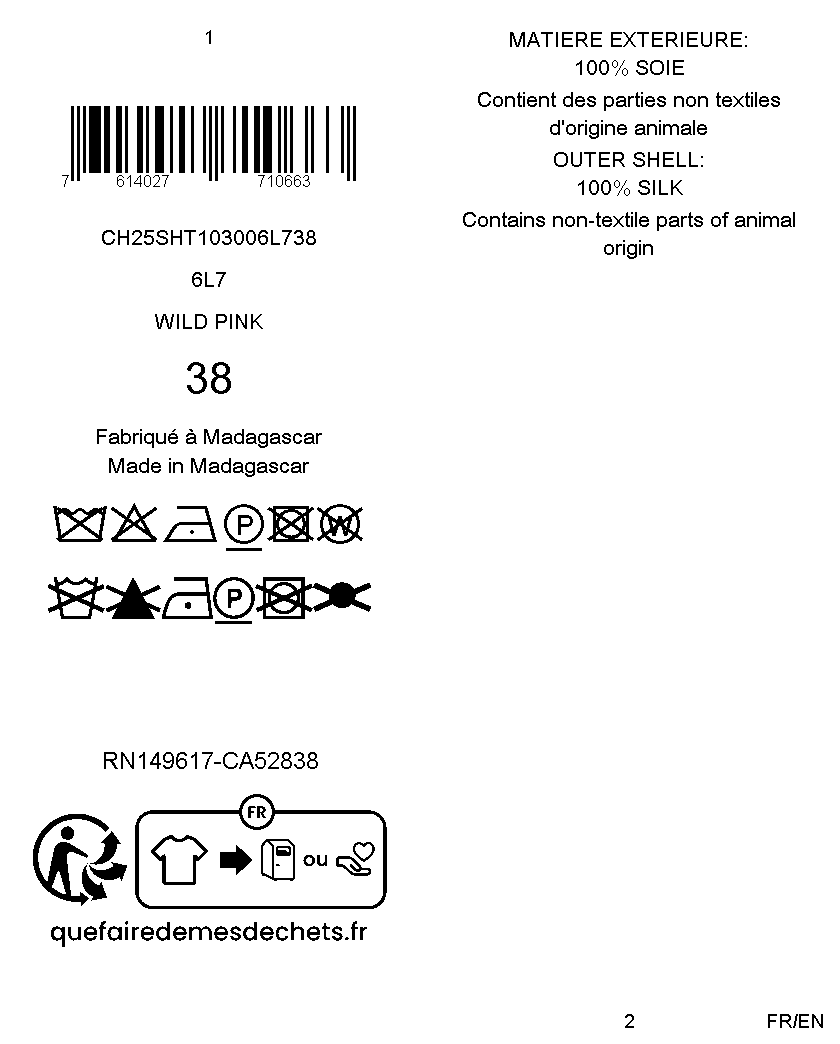 1
7 614027 710663
CH25SHT103006L738
6L7
WILD PINK
38
Fabriqué à Madagascar
Made in Madagascar
P W
P
RN149617-CA52838
FR
ou
quefairedemesdechets.fr
MATIERE EXTERIEURE:
100% SOIE
Contient des parties non textiles
d'origine animale
OUTER SHELL:
100% SILK
Contains non-textile parts of animal
origin
2
FR/EN